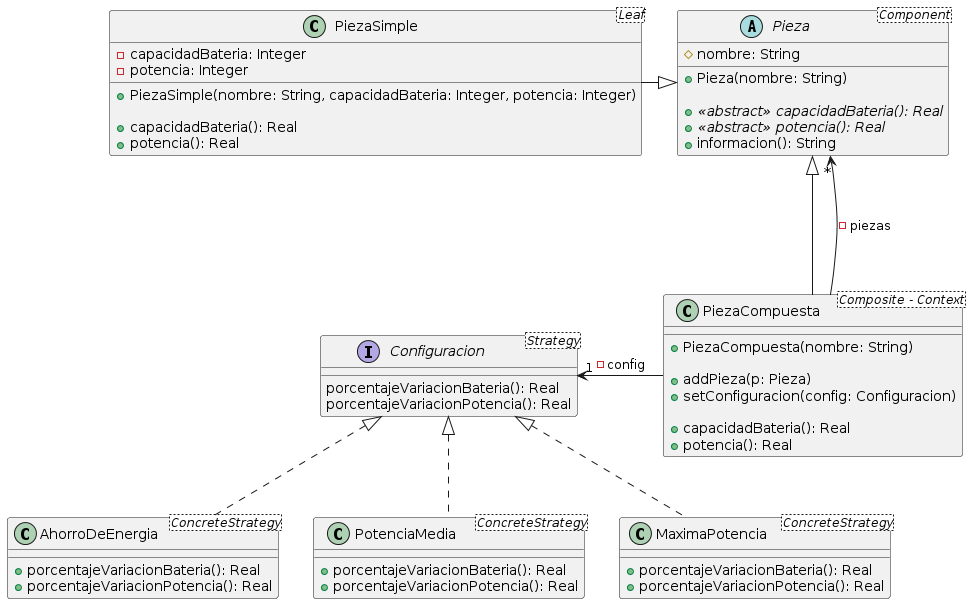 Leaf
C PiezaSimple
capacidadBateria: Integer
potencia: Integer
PiezaSimple(nombre: String, capacidadBateria: Integer, potencia: Integer)
capacidadBateria(): Real
potencia(): Real
Component
A Pieza
nombre: String
Pieza(nombre: String)
«abstract» capacidadBateria(): Real
«abstract» potencia(): Real
informacion(): String
*
piezas
Composite - Context
C PiezaCompuesta
PiezaCompuesta(nombre: String)
addPieza(p: Pieza)
setConfiguracion(config: Configuracion)
capacidadBateria(): Real
potencia(): Real
1
config
Strategy
I Configuracion
porcentajeVariacionBateria(): Real
porcentajeVariacionPotencia(): Real
ConcreteStrategy
C AhorroDeEnergia
porcentajeVariacionBateria(): Real
porcentajeVariacionPotencia(): Real
ConcreteStrategy
C PotenciaMedia
porcentajeVariacionBateria(): Real
porcentajeVariacionPotencia(): Real
ConcreteStrategy
C MaximaPotencia
porcentajeVariacionBateria(): Real
porcentajeVariacionPotencia(): Real